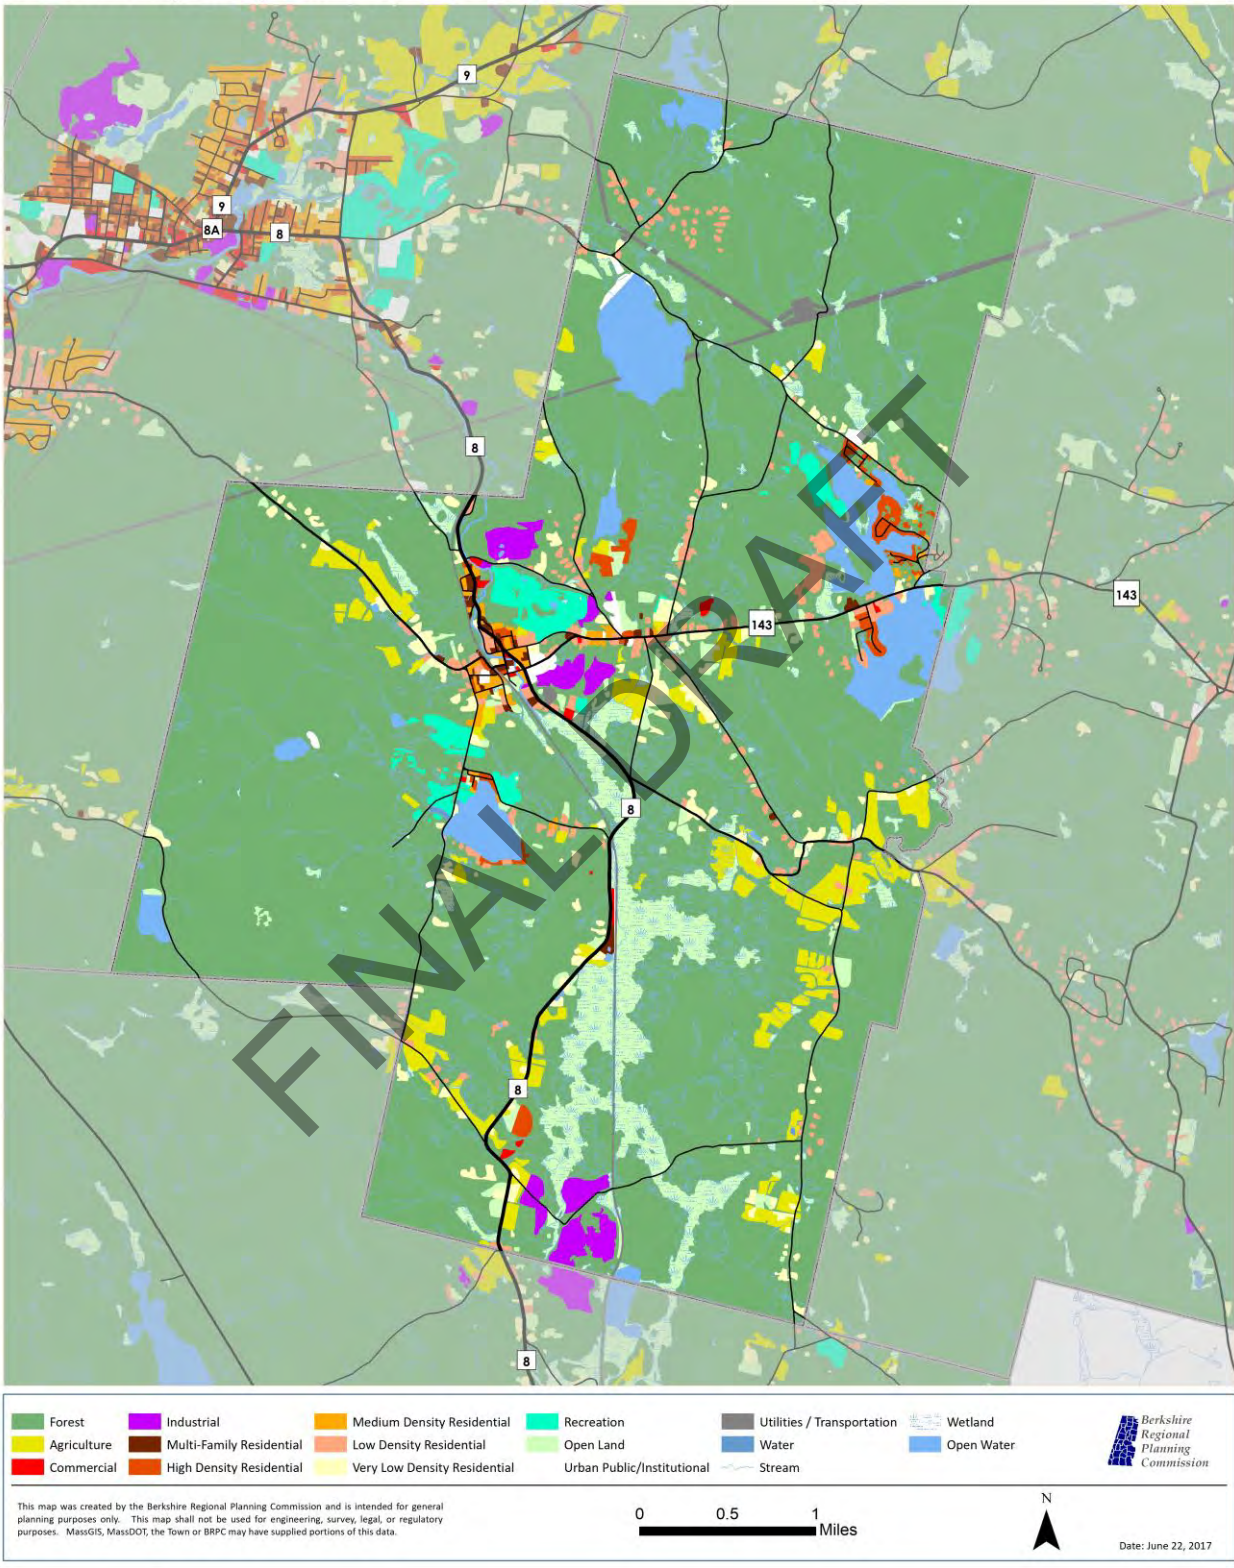 9
9
8A
8
8
143
143
8
8
8
FINAL DRAFT
Forest
Industrial
Medium Density Residential
Recreation
Utilities / Transportation
Wetland
Agriculture
Multi-Family Residential
Low Density Residential
Open Land
Water
Open Water
Commercial
High Density Residential
Very Low Density Residential
Urban Public/Institutional
Stream
Berkshire
Regional
Planning
Commission
This map was created by the Berkshire Regional Planning Commission and is intended for general
planning purposes only. This map shall not be used for engineering, survey, legal, or regulatory
purposes. MassGIS, MassDOT, the Town or BRPC may have supplied portions of this data.
0 0.5 1
Miles
N
Date: June 22, 2017